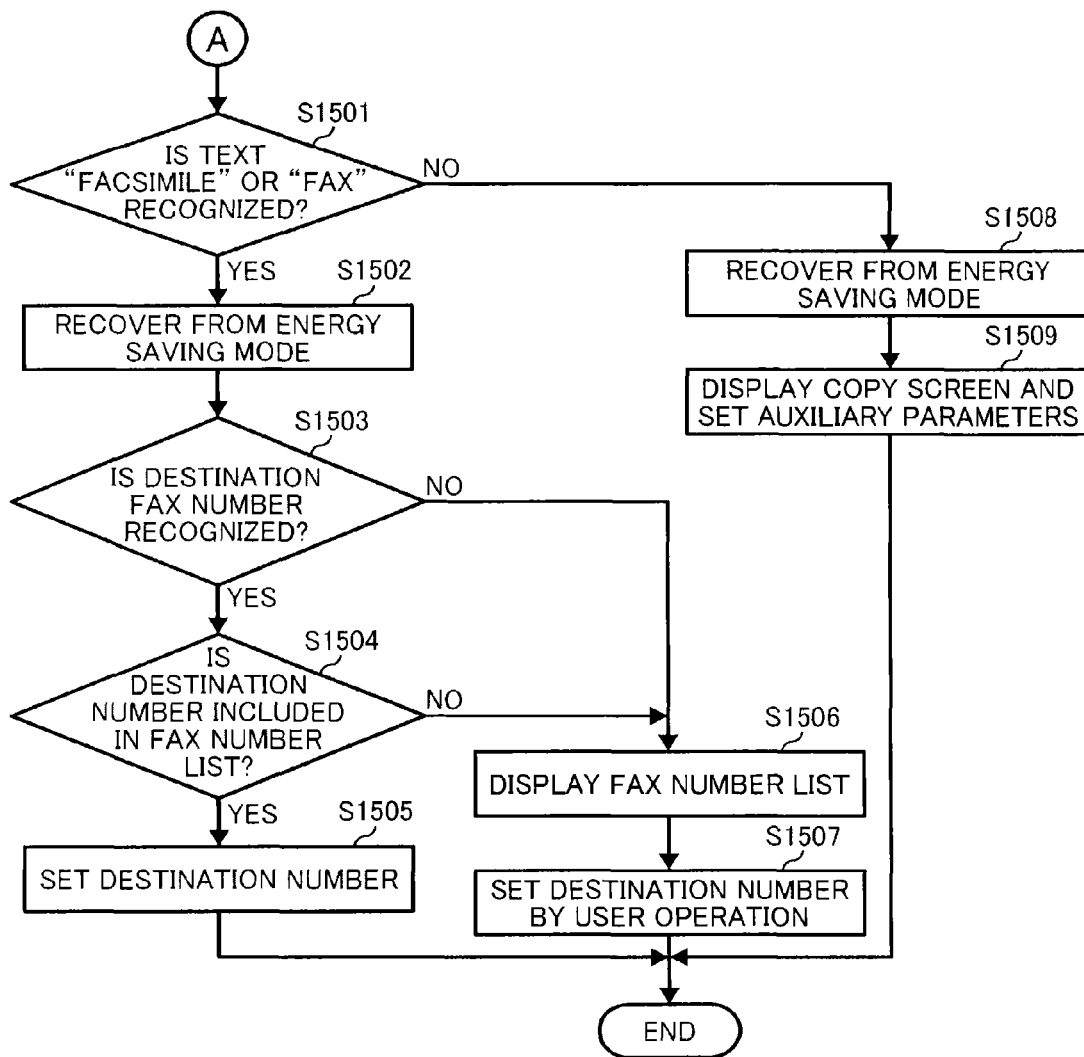 A
S1501
IS TEXT
“FACSIMILE” OR “FAX”
RECOGNIZED?
NO
YES
S1502
RECOVER FROM ENERGY
SAVING MODE
S1508
RECOVER FROM ENERGY
SAVING MODE
S1509
DISPLAY COPY SCREEN AND
SET AUXILIARY PARAMETERS
S1503
IS DESTINATION
FAX NUMBER
RECOGNIZED?
NO
YES
S1504
IS
DESTINATION
NUMBER INCLUDED
IN FAX NUMBER
LIST?
NO
YES
S1505
SET DESTINATION NUMBER
S1506
DISPLAY FAX NUMBER LIST
S1507
SET DESTINATION NUMBER
BY USER OPERATION
END